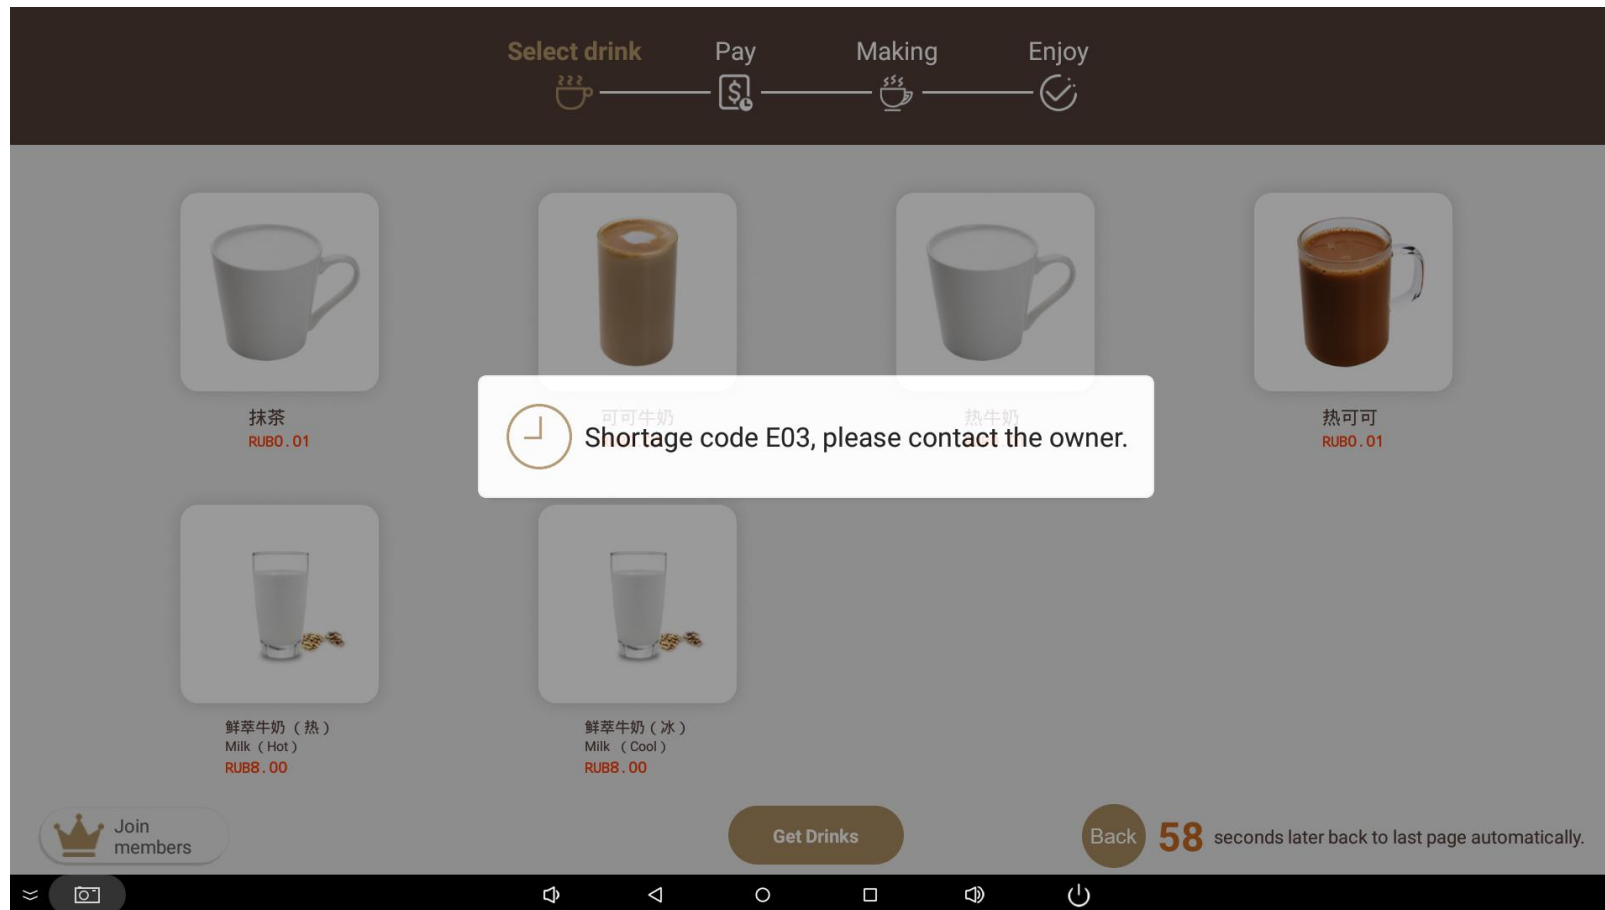 Select drink
Pay
Making
Enjoy
抹茶
RUB0.01
可可牛奶
热牛奶
热可可
RUB0.01
Shortage code E03, please contact the owner.
鲜萃牛奶（热）
Milk （Hot）
RUB8.00
鲜萃牛奶（冰）
Milk （Cool）
RUB8.00
Join
members
Get Drinks
Back
58 seconds later back to last page automatically.